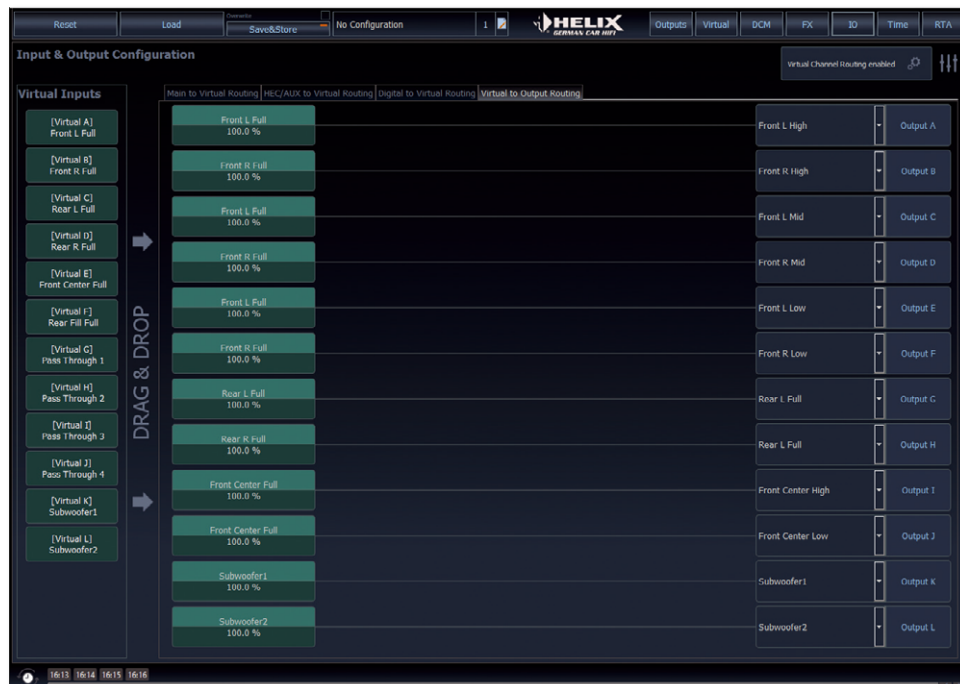 Reset
Load
Overwrite
Save&Store
No Configuration
1
HELIX
GERMAN CAR HIFI
Outputs
Virtual
DCM
FX
IO
Time
RTA
Input & Output Configuration
Virtual Channel Routing enabled
Virtual Inputs
Main to Virtual Routing
HEC/AUX to Virtual Routing
Digital to Virtual Routing
Virtual to Output Routing
[Virtual A]
Front L Full
[Virtual B]
Front R Full
[Virtual C]
Rear L Full
[Virtual D]
Rear R Full
[Virtual E]
Front Center Full
[Virtual F]
Rear Fill Full
[Virtual G]
Pass Through 1
[Virtual H]
Pass Through 2
[Virtual I]
Pass Through 3
[Virtual J]
Pass Through 4
[Virtual K]
Subwoofer1
[Virtual L]
Subwoofer2
DRAG & DROP
Front L Full
100.0 %
Front L High
Output A
Front R Full
100.0 %
Front R High
Output B
Front L Full
100.0 %
Front L Mid
Output C
Front R Full
100.0 %
Front R Mid
Output D
Front L Full
100.0 %
Front L Low
Output E
Front R Full
100.0 %
Front R Low
Output F
Rear L Full
100.0 %
Rear L Full
Output G
Rear R Full
100.0 %
Rear L Full
Output H
Front Center Full
100.0 %
Front Center High
Output I
Front Center Full
100.0 %
Front Center Low
Output J
Subwoofer1
100.0 %
Subwoofer1
Output K
Subwoofer2
100.0 %
Subwoofer2
Output L
16:13 16:14 16:15 16:16